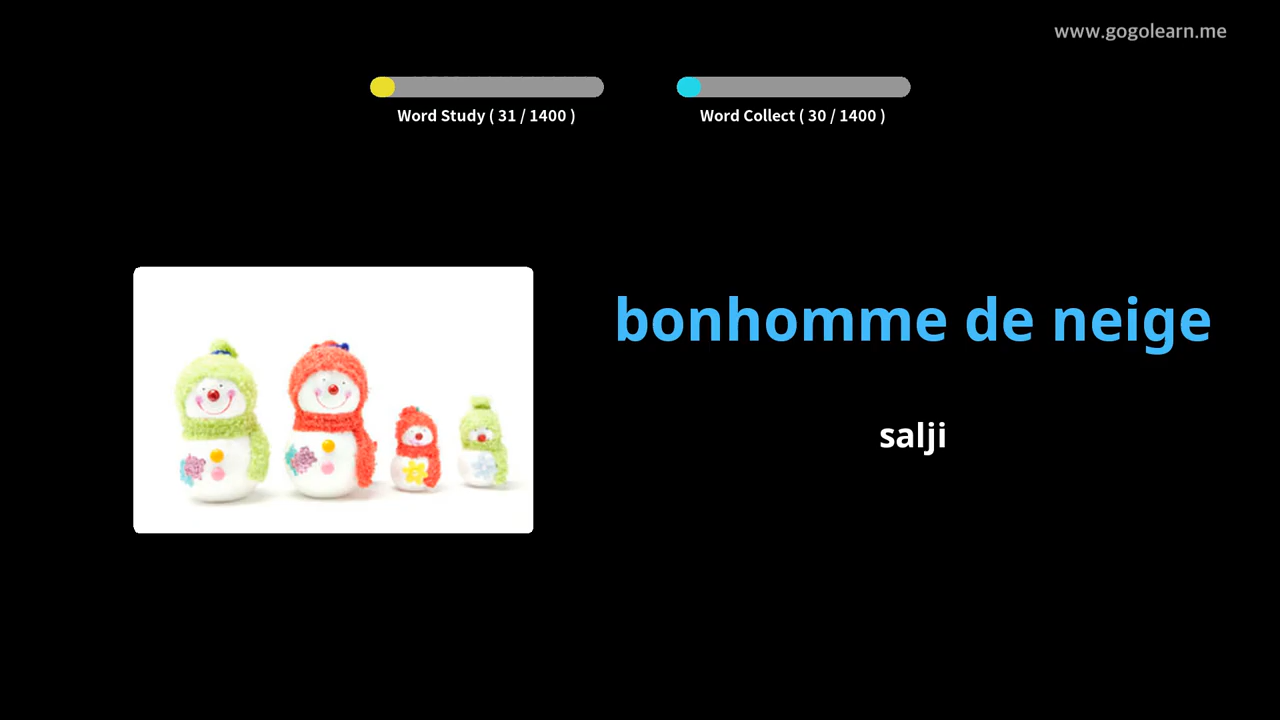 www.gogolearn.me
Word Study ( 31 / 1400 )
Word Collect ( 30 / 1400 )
bonhomme de neige
salji